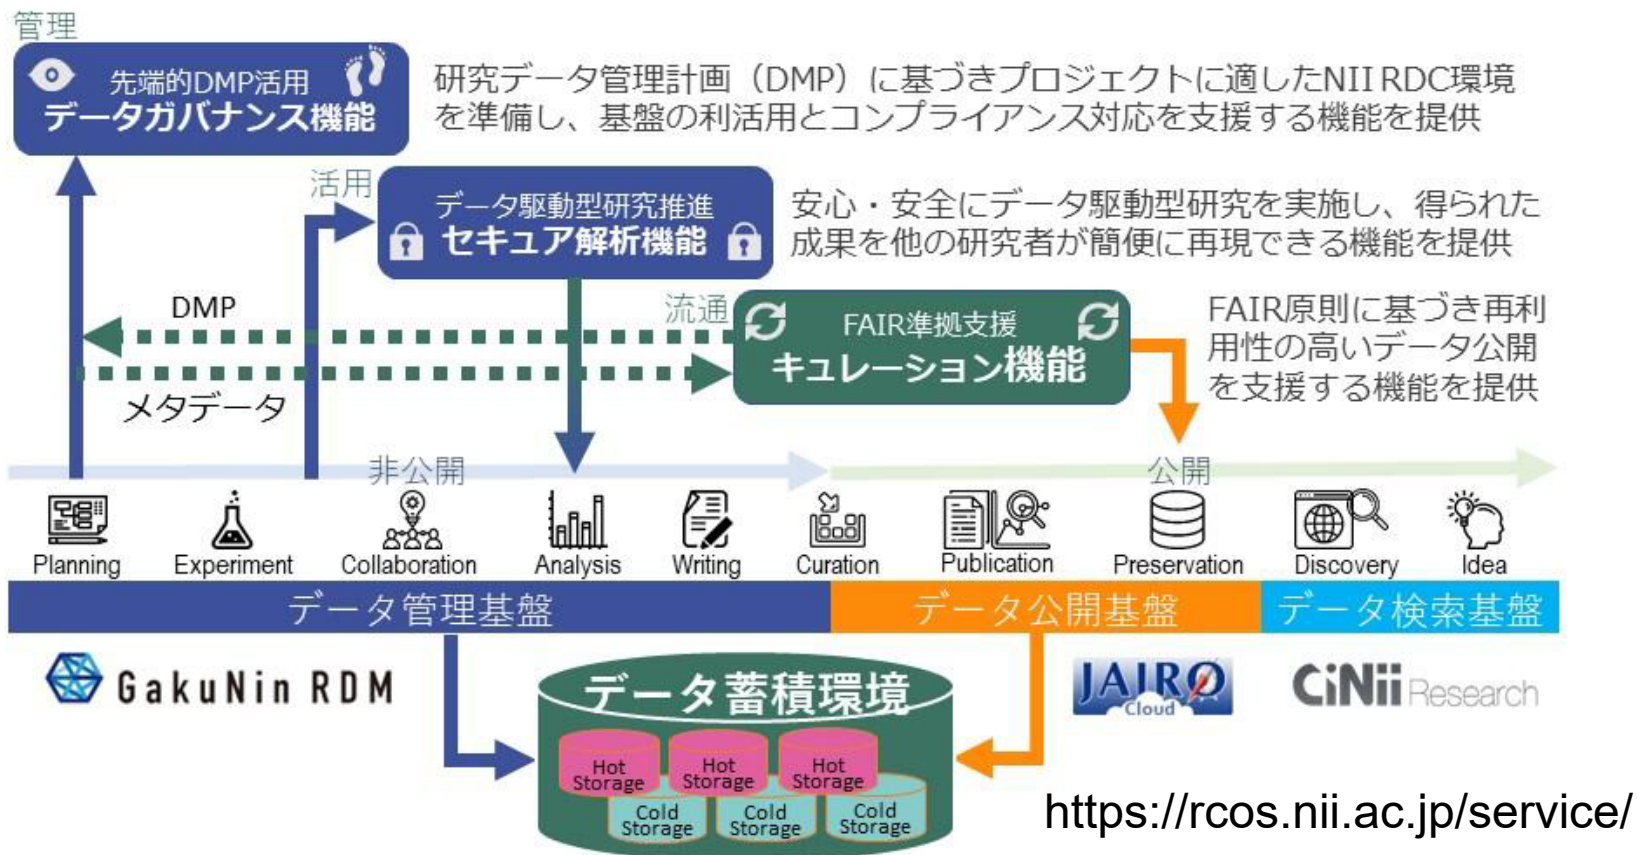 管理
先端的DMP活用
データガバナンス機能
研究データ管理計画（DMP）に基づきプロジェクトに適したNII RDC環境
を準備し、基盤の利活用とコンプライアンス対応を支援する機能を提供
活用
データ駆動型研究推進
セキュア解析機能
安心・安全にデータ駆動型研究を実施し、得られた
成果を他の研究者が簡便に再現できる機能を提供
DMP
流通
FAIR準拠支援
キュレーション機能
FAIR原則に基づき再利
用性の高いデータ公開
を支援する機能を提供
メタデータ
非公開
公開
Planning
Experiment
Collaboration
Analysis
Writing
Curation
Publication
Preservation
Discovery
Idea
データ管理基盤
データ公開基盤
データ検索基盤
GakuNin RDM
データ蓄積環境
JAIRO
Cloud
CiNii Research
Hot
Storage
Hot
Storage
Hot
Storage
Cold
Storage
Cold
Storage
Cold
Storage
https://rcos.nii.ac.jp/service/